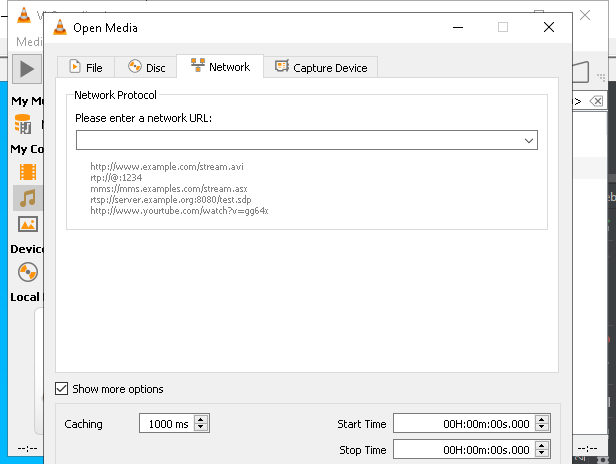 Open Media
Medi
File
Disc
Network
Capture Device
My Mu
My Co
Device
Local
Network Protocol
Please enter a network URL:
http://www.example.com/stream.avi
rtp://@:1234
mms://mms.examples.com/stream.asx
rtsp://server.example.org:8080/test.sdp
http://www.yourtube.com/watch?v=gg64x
Show more options
Caching
1000 ms
Start Time
00H:00m:00s.000
Stop Time
00H:00m:00s.000
--:--
--:--